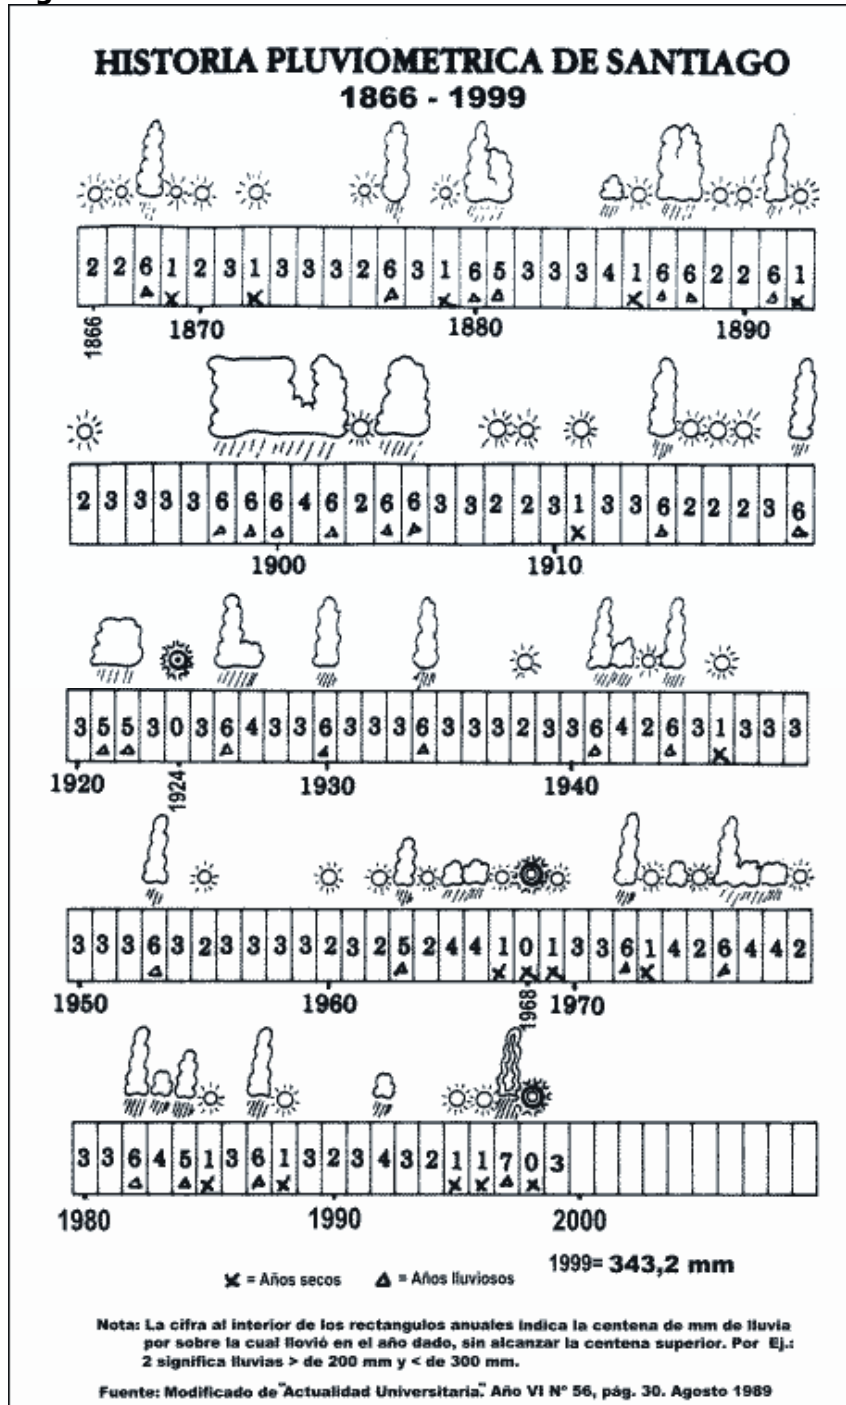 HISTORIA PLUVIOMETRICA DE SANTIAGO
1866 - 1999
2 2 6 1 2 3 1 3 3 3 2 6 3 1 6 5 3 3 3 4 1 6 6 2 2 6 1
1866 1870 1880 1890
2 3 3 3 3 6 6 6 4 6 2 6 6 3 3 2 2 3 1 3 3 6 2 2 2 3 6
1900 1910
3 5 5 3 0 3 6 4 3 3 6 3 3 3 6 3 3 3 2 3 3 6 4 2 6 3 1 3 3 3
1920 1924 1930 1940
3 3 3 6 3 2 3 3 3 3 2 3 2 5 2 4 4 1 0 1 3 3 6 1 4 2 6 4 4 2
1950 1960 1968 1970
3 3 6 4 5 1 3 6 1 3 2 3 4 3 2 1 1 7 0 3
1980 1990 2000
1999= 343,2 mm
= Años secos = Años lluviosos
Nota: La cifra al interior de los rectangulos anuales indica la centena de mm de lluvia
por sobre la cual llovió en el año dado, sin alcanzar la centena superior. Por Ej.:
2 significa lluvias > de 200 mm y < de 300 mm.
Fuente: Modificado de "Actualidad Universitaria." Año VI Nº 56, pág. 30. Agosto 1989